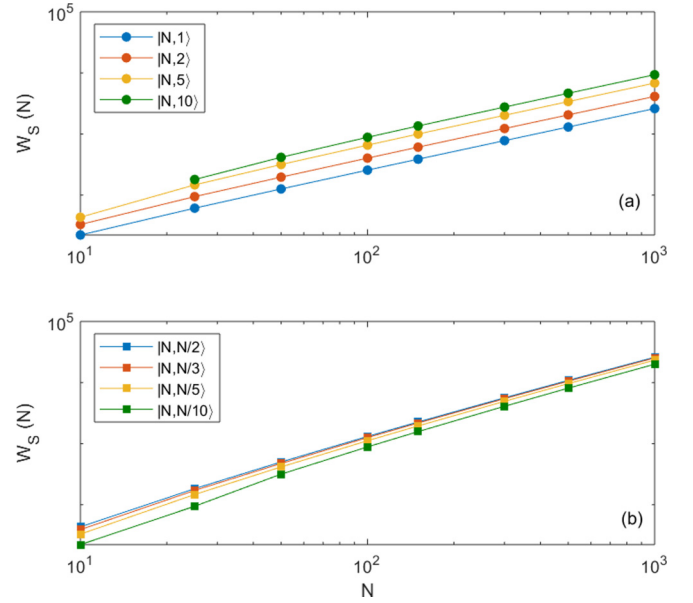 10^5
|N,1⟩
|N,2⟩
|N,5⟩
|N,10⟩
W_S (N)
(a)
10^1 10^2 10^3
10^5
|N,N/2⟩
|N,N/3⟩
|N,N/5⟩
|N,N/10⟩
W_S (N)
(b)
10^1 10^2 10^3
N